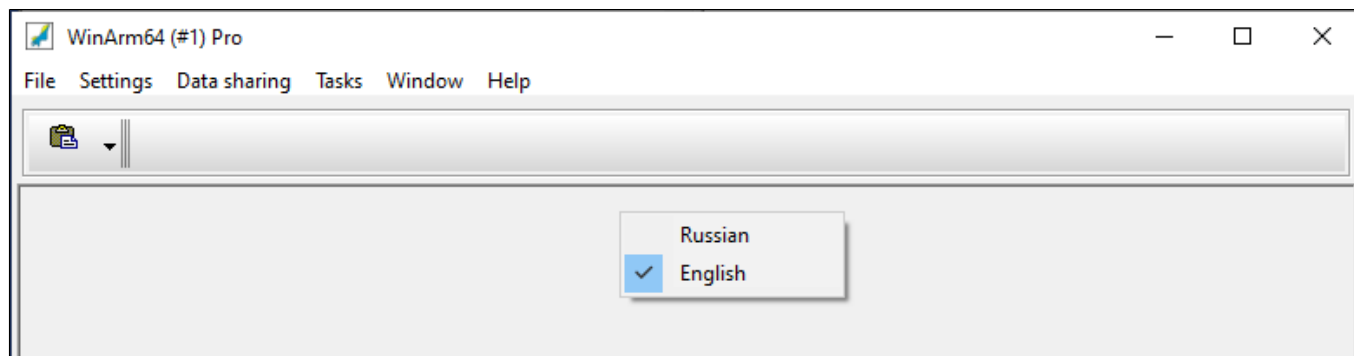 WinArm64 (#1) Pro
File Settings Data sharing Tasks Window Help
Russian
English